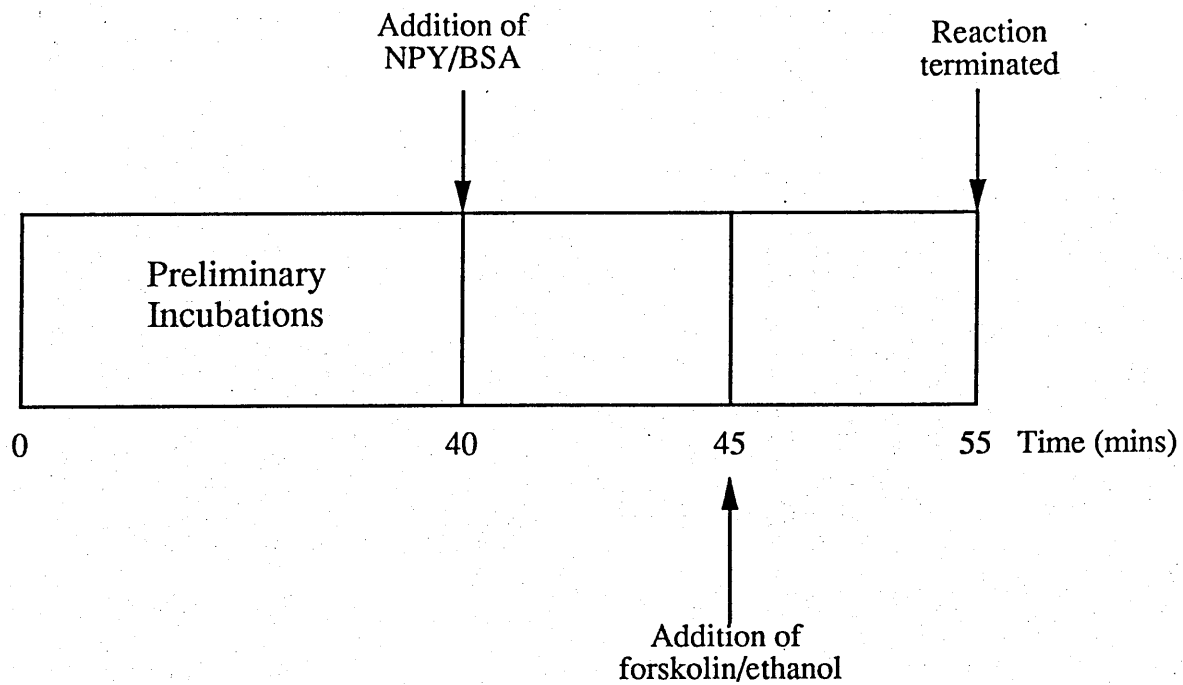 Addition of
NPY/BSA
Reaction
terminated
Preliminary
Incubations
0
40
45
55
Time (mins)
Addition of
forskolin/ethanol